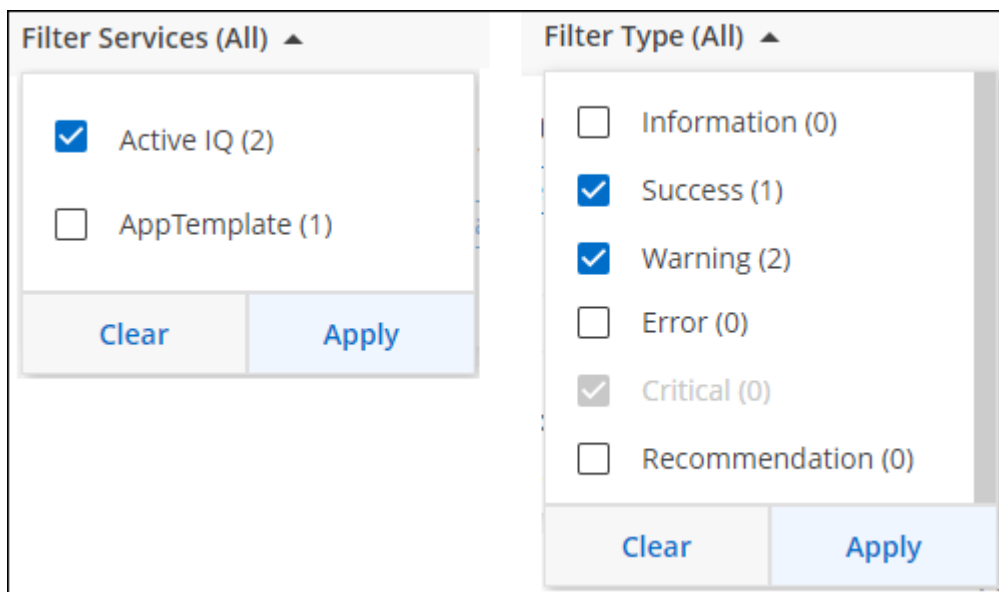 Filter Services (All)
Active IQ (2)
AppTemplate (1)
Clear
Apply
Filter Type (All)
Information (0)
Success (1)
Warning (2)
Error (0)
Critical (0)
Recommendation (0)
Clear
Apply